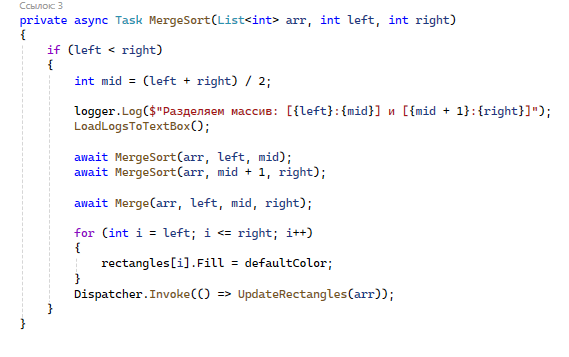 Ссылок: 3
private async Task MergeSort(List<int> arr, int left, int right)
{
    if (left < right)
    {
        int mid = (left + right) / 2;

        logger.Log($"Разделяем массив: [{left}:{mid}] и [{mid + 1}:{right}]");
        LoadLogsToTextBox();

        await MergeSort(arr, left, mid);
        await MergeSort(arr, mid + 1, right);

        await Merge(arr, left, mid, right);

        for (int i = left; i <= right; i++)
        {
            rectangles[i].Fill = defaultColor;
        }
        Dispatcher.Invoke(() => UpdateRectangles(arr));
    }
}